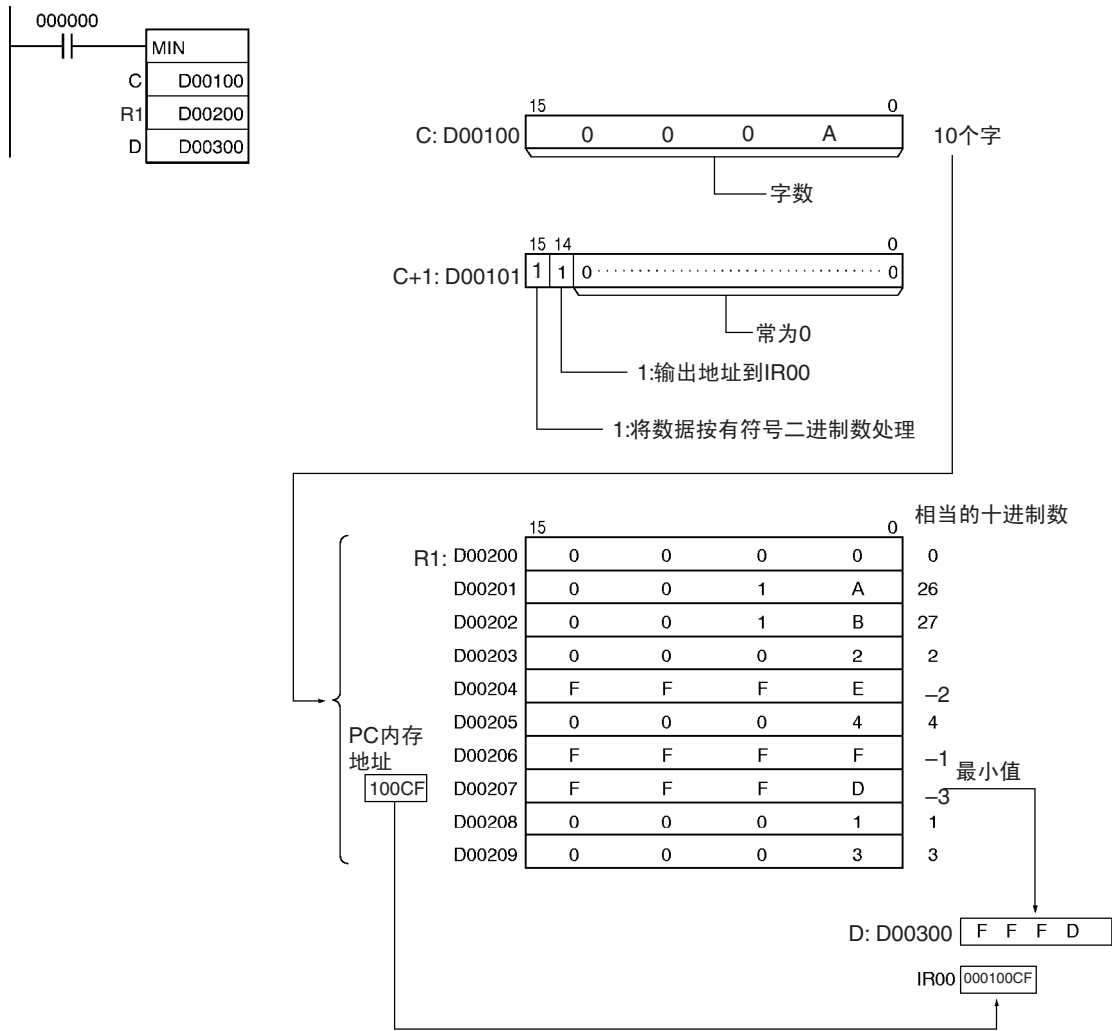 000000
MIN
C D00100
R1 D00200
D D00300
15 0
C: D00100 0 0 0 A 10个字
字数
15 14 0
C+1: D00101 1 1 0 ································ 0
常为0
1:输出地址到IR00
1:将数据按有符号二进制数处理
相当的十进制数
15 0
R1: D00200 0 0 0 0 0
D00201 0 0 1 A 26
D00202 0 0 1 B 27
D00203 0 0 0 2 2
D00204 F F F E –2
D00205 0 0 0 4 4
PC内存
地址
D00206 F F F F –1
最小值
100CF D00207 F F F D –3
D00208 0 0 0 1 1
D00209 0 0 0 3 3
D: D00300 F F F D
IR00 000100CF